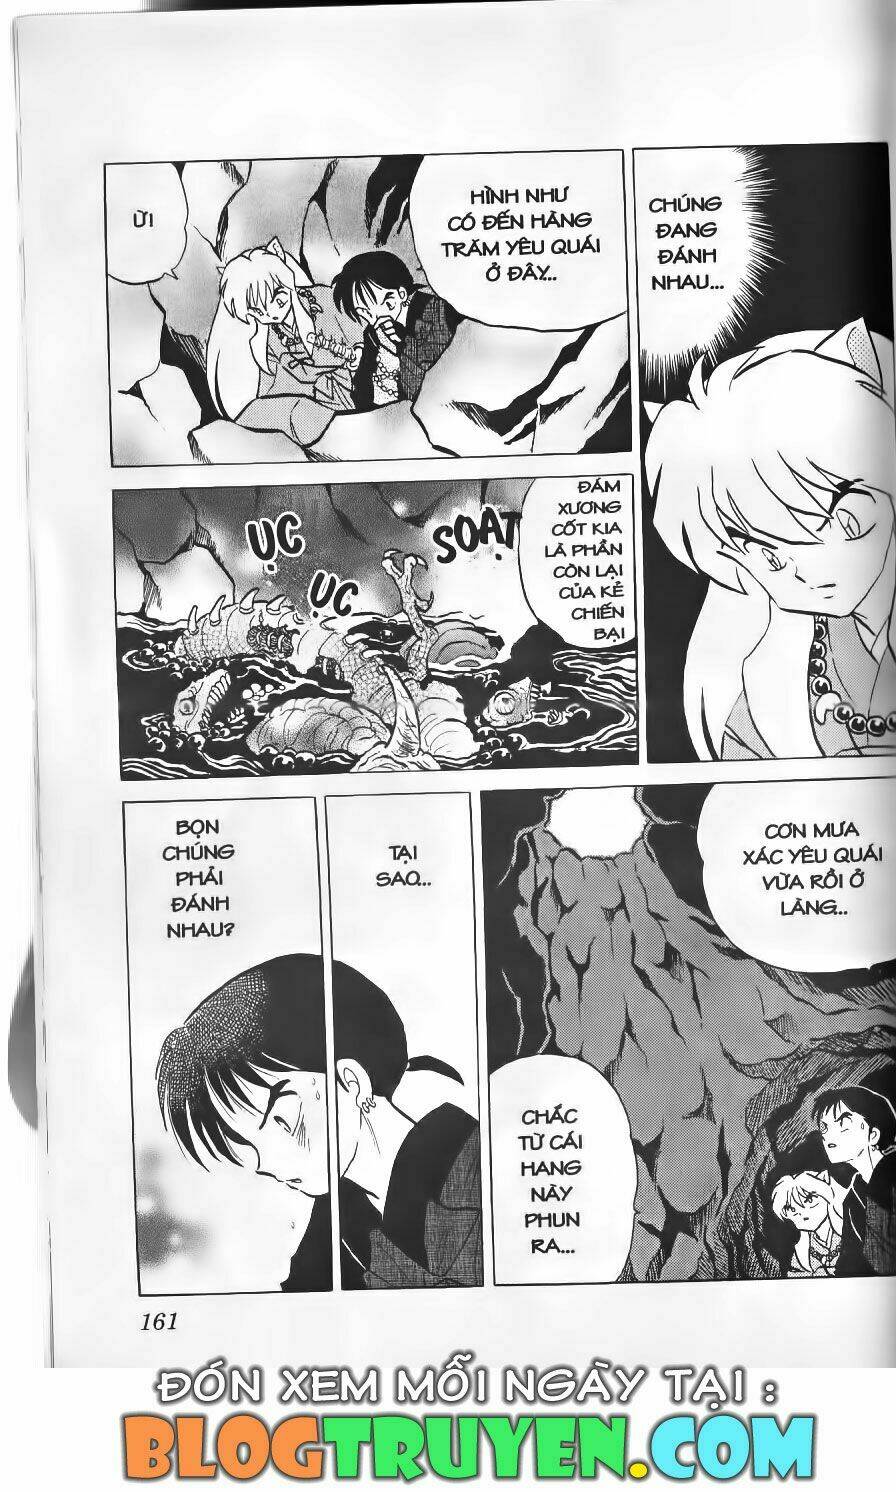 CHÚNG
ĐANG
ĐÁNH
NHAU...
HÌNH NHƯ
CÓ ĐẾN HÀNG
TRĂM YÊU QUÁI
Ở ĐÂY...
ỪI
ĐÁM
XƯƠNG
CỐT KIA
LÀ PHẦN
CÒN LẠI
CỦA KẺ
CHIẾN
BẠI
SOẠT
ỤC
ỤC
CƠN MƯA
XÁC YÊU QUÁI
VỪA RỒI Ở
LÀNG...
CHẮC
TỪ CÁI
HANG
NÀY
PHUN
RA...
TẠI
SAO...
BỌN
CHÚNG
PHẢI
ĐÁNH
NHAU?
161
ĐÓN XEM MỖI NGÀY TẠI :
BLOGTRUYEN.COM